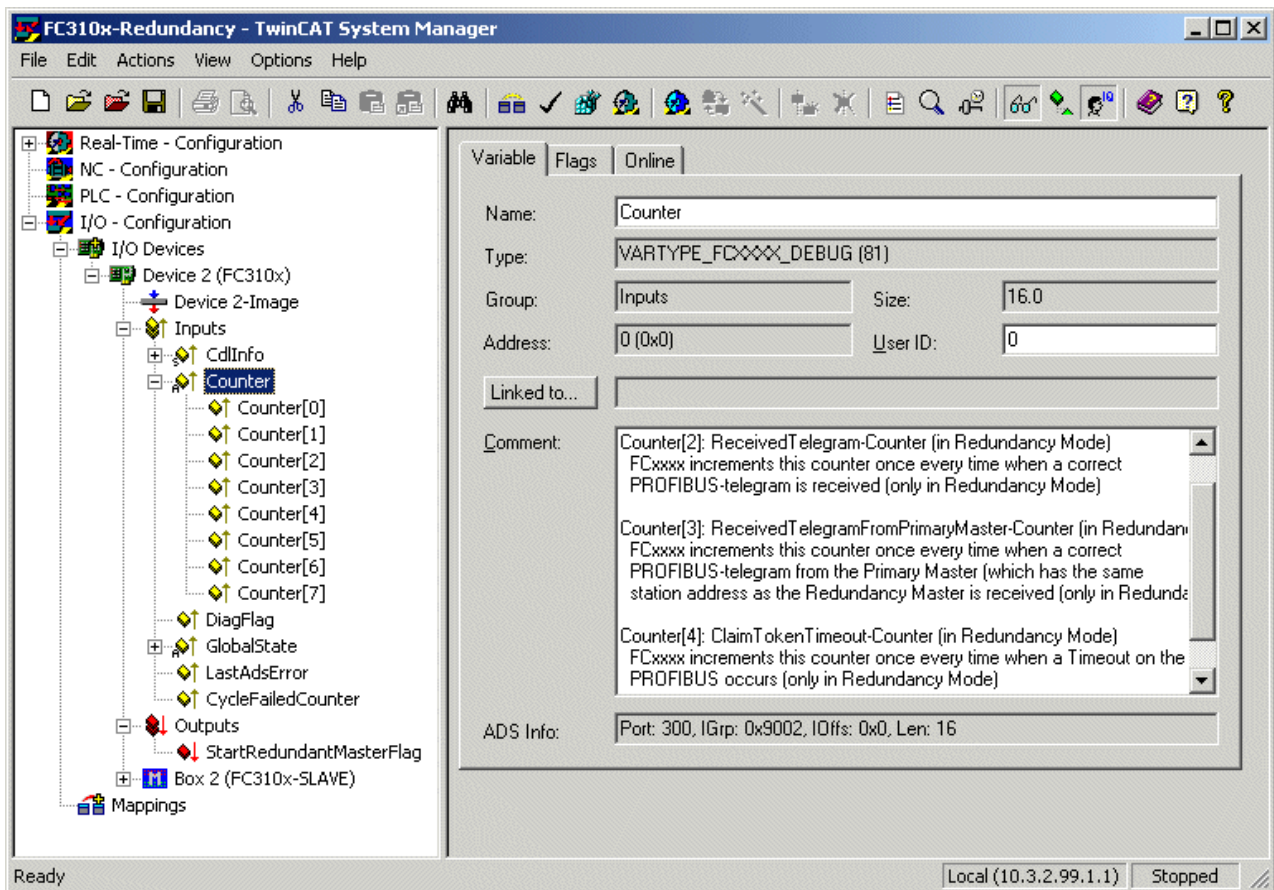 FC310x-Redundancy - TwinCAT System Manager
File Edit Actions View Options Help
Real-Time - Configuration
NC - Configuration
PLC - Configuration
I/O - Configuration
I/O Devices
Device 2 (FC310x)
Device 2-Image
Inputs
CdlInfo
Counter
Counter[0]
Counter[1]
Counter[2]
Counter[3]
Counter[4]
Counter[5]
Counter[6]
Counter[7]
DiagFlag
GlobalState
LastAdsError
CycleFailedCounter
Outputs
StartRedundantMasterFlag
Box 2 (FC310x-SLAVE)
Mappings
Variable Flags Online
Name: Counter
Type: VARTYPE_FCXXXX_DEBUG (81)
Group: Inputs Size: 16.0
Address: 0 (0x0) User ID: 0
Linked to...
Comment:
Counter[2]: ReceivedTelegram-Counter (in Redundancy Mode)
FCxxxx increments this counter once every time when a correct
PROFIBUS-telegram is received (only in Redundancy Mode)
Counter[3]: ReceivedTelegramFromPrimaryMaster-Counter (in Redundan
FCxxxx increments this counter once every time when a correct
PROFIBUS-telegram from the Primary Master (which has the same
station address as the Redundancy Master is received (only in Redunda
Counter[4]: ClaimTokenTimeout-Counter (in Redundancy Mode)
FCxxxx increments this counter once every time when a Timeout on the
PROFIBUS occurs (only in Redundancy Mode)
ADS Info: Port: 300, IGrp: 0x9002, IOffs: 0x0, Len: 16
Ready Local (10.3.2.99.1.1) Stopped